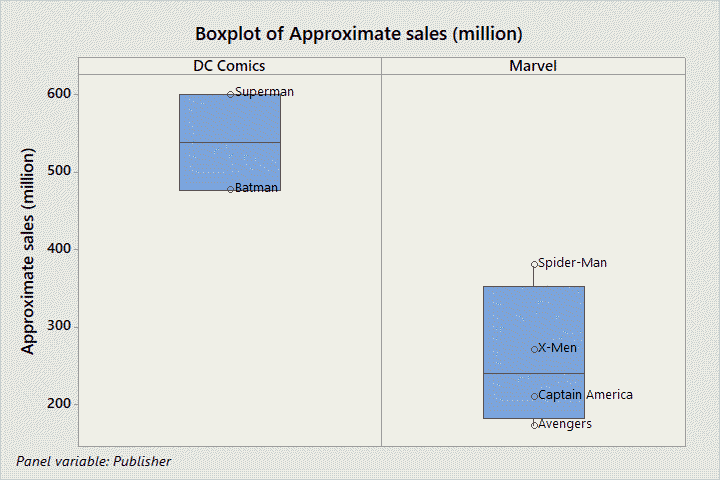 Boxplot of Approximate sales (million)
DC Comics
Marvel
Approximate sales (million)
600
500
400
300
200
Superman
Batman
Spider-Man
X-Men
Captain America
Avengers
Panel variable: Publisher